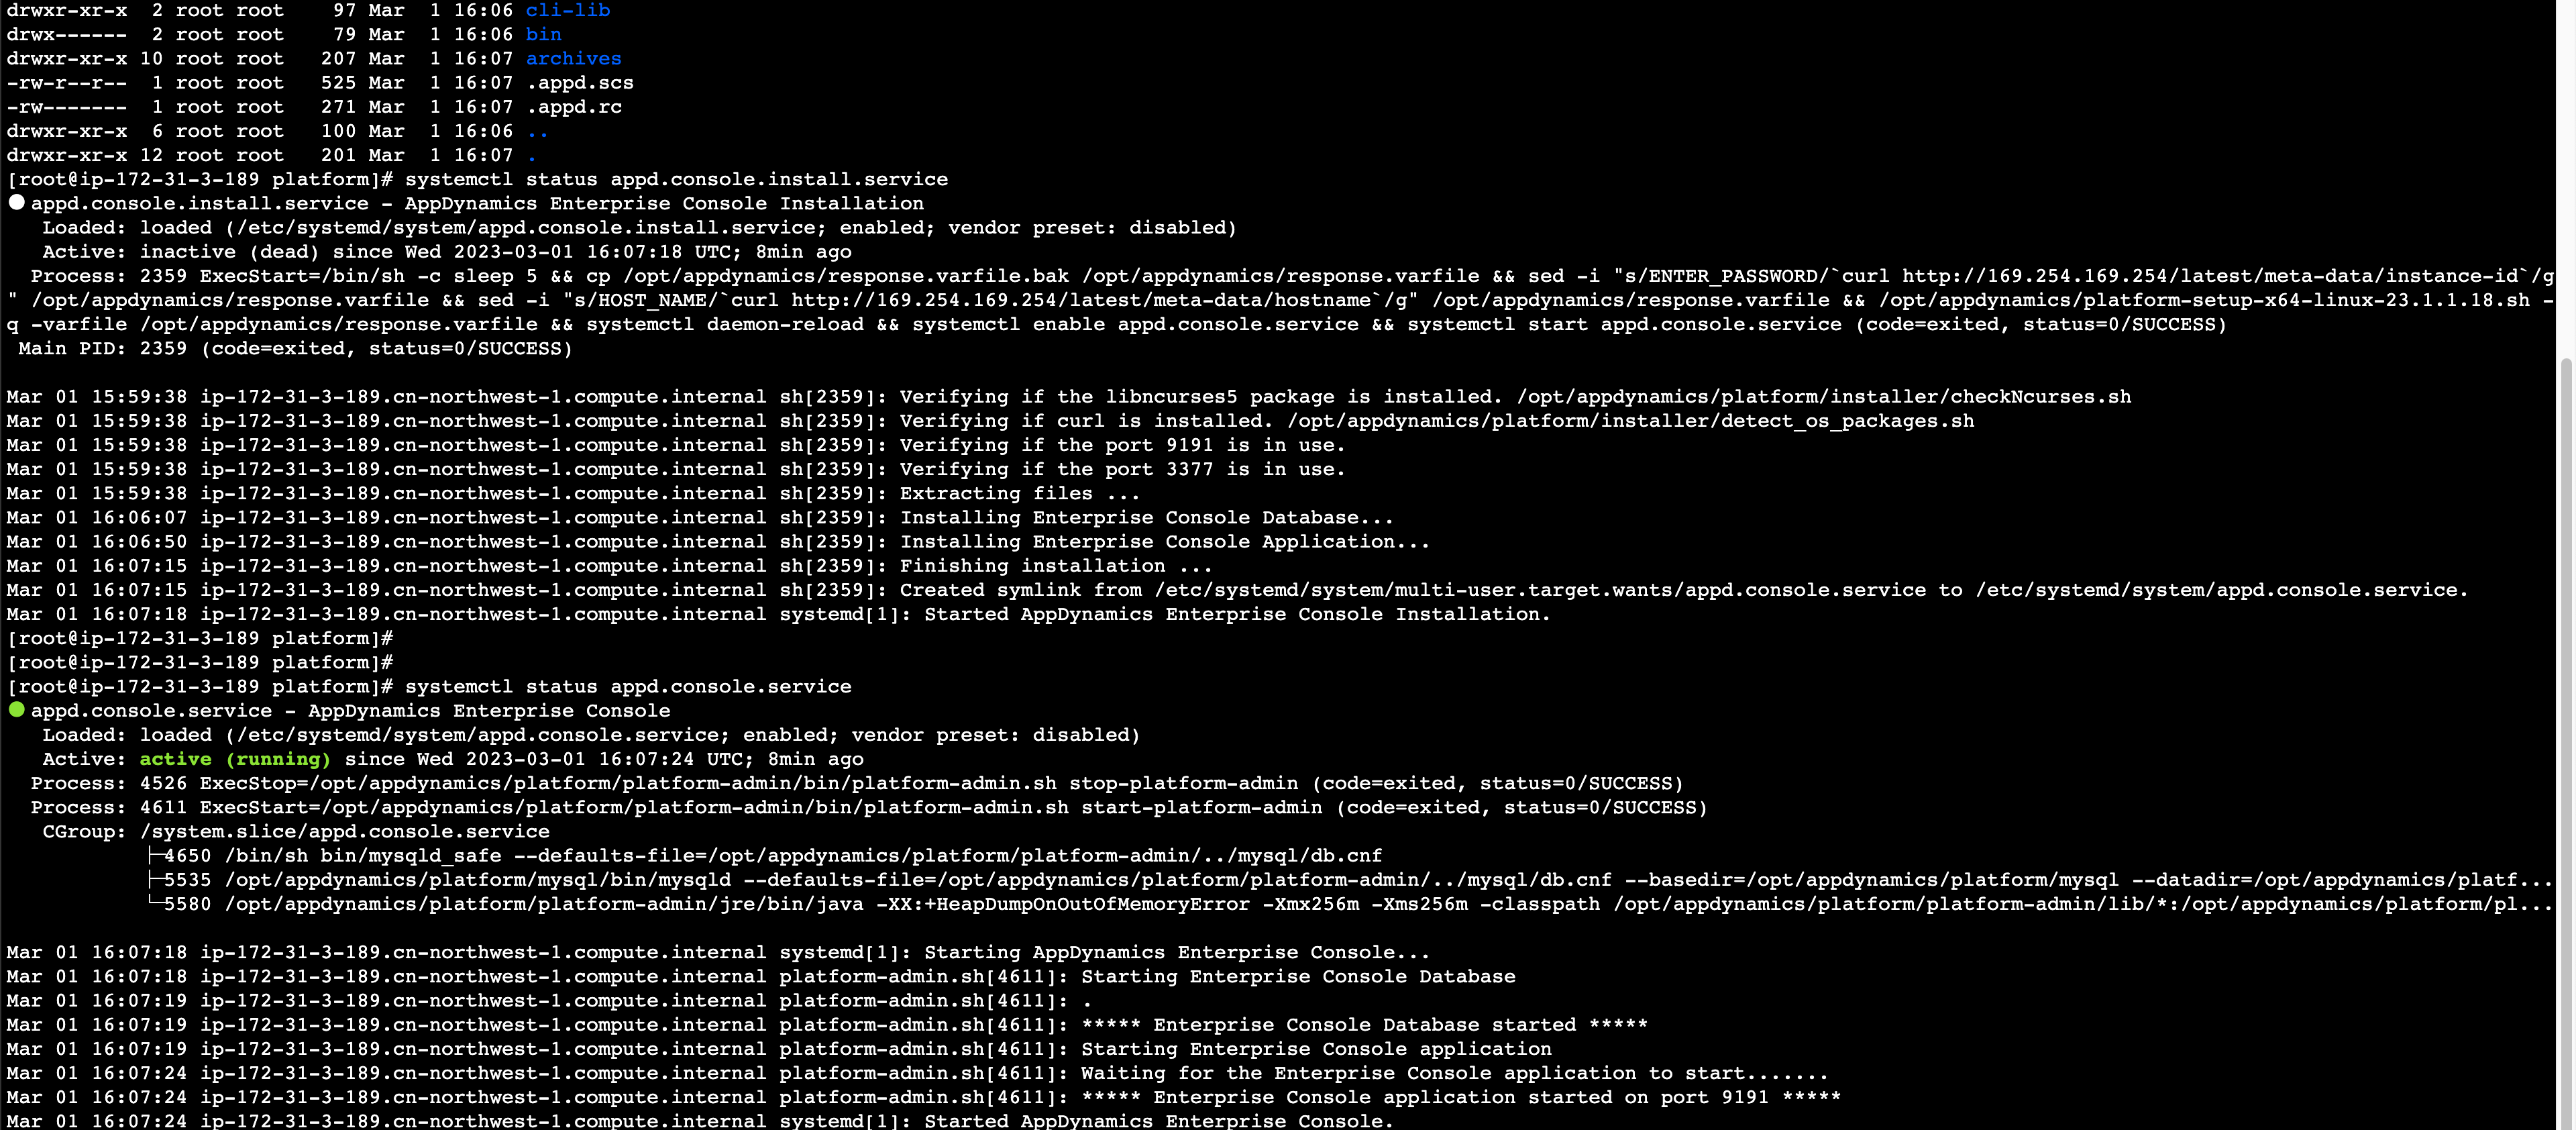 drwxr-xr-x  2 root root   97 Mar  1 16:06 cli-lib
drwx------  2 root root   79 Mar  1 16:06 bin
drwxr-xr-x 10 root root  207 Mar  1 16:07 archives
-rw-r--r--  1 root root  525 Mar  1 16:07 .appd.scs
-rw-------  1 root root  271 Mar  1 16:07 .appd.rc
drwxr-xr-x  6 root root  100 Mar  1 16:06 ..
drwxr-xr-x 12 root root  201 Mar  1 16:07 .
[root@ip-172-31-3-189 platform]# systemctl status appd.console.install.service
● appd.console.install.service - AppDynamics Enterprise Console Installation
   Loaded: loaded (/etc/systemd/system/appd.console.install.service; enabled; vendor preset: disabled)
   Active: inactive (dead) since Wed 2023-03-01 16:07:18 UTC; 8min ago
  Process: 2359 ExecStart=/bin/sh -c sleep 5 && cp /opt/appdynamics/response.varfile.bak /opt/appdynamics/response.varfile && sed -i "s/ENTER_PASSWORD/`curl http://169.254.169.254/latest/meta-data/instance-id`/g
" /opt/appdynamics/response.varfile && sed -i "s/HOST_NAME/`curl http://169.254.169.254/latest/meta-data/hostname`/g" /opt/appdynamics/response.varfile && /opt/appdynamics/platform-setup-x64-linux-23.1.1.18.sh -
q -varfile /opt/appdynamics/response.varfile && systemctl daemon-reload && systemctl enable appd.console.service && systemctl start appd.console.service (code=exited, status=0/SUCCESS)
 Main PID: 2359 (code=exited, status=0/SUCCESS)

Mar 01 15:59:38 ip-172-31-3-189.cn-northwest-1.compute.internal sh[2359]: Verifying if the libncurses5 package is installed. /opt/appdynamics/platform/installer/checkNcurses.sh
Mar 01 15:59:38 ip-172-31-3-189.cn-northwest-1.compute.internal sh[2359]: Verifying if curl is installed. /opt/appdynamics/platform/installer/detect_os_packages.sh
Mar 01 15:59:38 ip-172-31-3-189.cn-northwest-1.compute.internal sh[2359]: Verifying if the port 9191 is in use.
Mar 01 15:59:38 ip-172-31-3-189.cn-northwest-1.compute.internal sh[2359]: Verifying if the port 3377 is in use.
Mar 01 15:59:38 ip-172-31-3-189.cn-northwest-1.compute.internal sh[2359]: Extracting files ...
Mar 01 16:06:07 ip-172-31-3-189.cn-northwest-1.compute.internal sh[2359]: Installing Enterprise Console Database...
Mar 01 16:06:50 ip-172-31-3-189.cn-northwest-1.compute.internal sh[2359]: Installing Enterprise Console Application...
Mar 01 16:07:15 ip-172-31-3-189.cn-northwest-1.compute.internal sh[2359]: Finishing installation ...
Mar 01 16:07:15 ip-172-31-3-189.cn-northwest-1.compute.internal sh[2359]: Created symlink from /etc/systemd/system/multi-user.target.wants/appd.console.service to /etc/systemd/system/appd.console.service.
Mar 01 16:07:18 ip-172-31-3-189.cn-northwest-1.compute.internal systemd[1]: Started AppDynamics Enterprise Console Installation.
[root@ip-172-31-3-189 platform]#
[root@ip-172-31-3-189 platform]#
[root@ip-172-31-3-189 platform]# systemctl status appd.console.service
● appd.console.service - AppDynamics Enterprise Console
   Loaded: loaded (/etc/systemd/system/appd.console.service; enabled; vendor preset: disabled)
   Active: active (running) since Wed 2023-03-01 16:07:24 UTC; 8min ago
  Process: 4526 ExecStop=/opt/appdynamics/platform/platform-admin/bin/platform-admin.sh stop-platform-admin (code=exited, status=0/SUCCESS)
  Process: 4611 ExecStart=/opt/appdynamics/platform/platform-admin/bin/platform-admin.sh start-platform-admin (code=exited, status=0/SUCCESS)
   CGroup: /system.slice/appd.console.service
           ├─4650 /bin/sh bin/mysqld_safe --defaults-file=/opt/appdynamics/platform/platform-admin/../mysql/db.cnf
           ├─5535 /opt/appdynamics/platform/mysql/bin/mysqld --defaults-file=/opt/appdynamics/platform/platform-admin/../mysql/db.cnf --basedir=/opt/appdynamics/platform/mysql --datadir=/opt/appdynamics/platf...
           └─5580 /opt/appdynamics/platform/platform-admin/jre/bin/java -XX:+HeapDumpOnOutOfMemoryError -Xmx256m -Xms256m -classpath /opt/appdynamics/platform/platform-admin/lib/*:/opt/appdynamics/platform/pl...

Mar 01 16:07:18 ip-172-31-3-189.cn-northwest-1.compute.internal systemd[1]: Starting AppDynamics Enterprise Console...
Mar 01 16:07:18 ip-172-31-3-189.cn-northwest-1.compute.internal platform-admin.sh[4611]: Starting Enterprise Console Database
Mar 01 16:07:19 ip-172-31-3-189.cn-northwest-1.compute.internal platform-admin.sh[4611]: .
Mar 01 16:07:19 ip-172-31-3-189.cn-northwest-1.compute.internal platform-admin.sh[4611]: ***** Enterprise Console Database started *****
Mar 01 16:07:19 ip-172-31-3-189.cn-northwest-1.compute.internal platform-admin.sh[4611]: Starting Enterprise Console application
Mar 01 16:07:24 ip-172-31-3-189.cn-northwest-1.compute.internal platform-admin.sh[4611]: Waiting for the Enterprise Console application to start.......
Mar 01 16:07:24 ip-172-31-3-189.cn-northwest-1.compute.internal platform-admin.sh[4611]: ***** Enterprise Console application started on port 9191 *****
Mar 01 16:07:24 ip-172-31-3-189.cn-northwest-1.compute.internal systemd[1]: Started AppDynamics Enterprise Console.